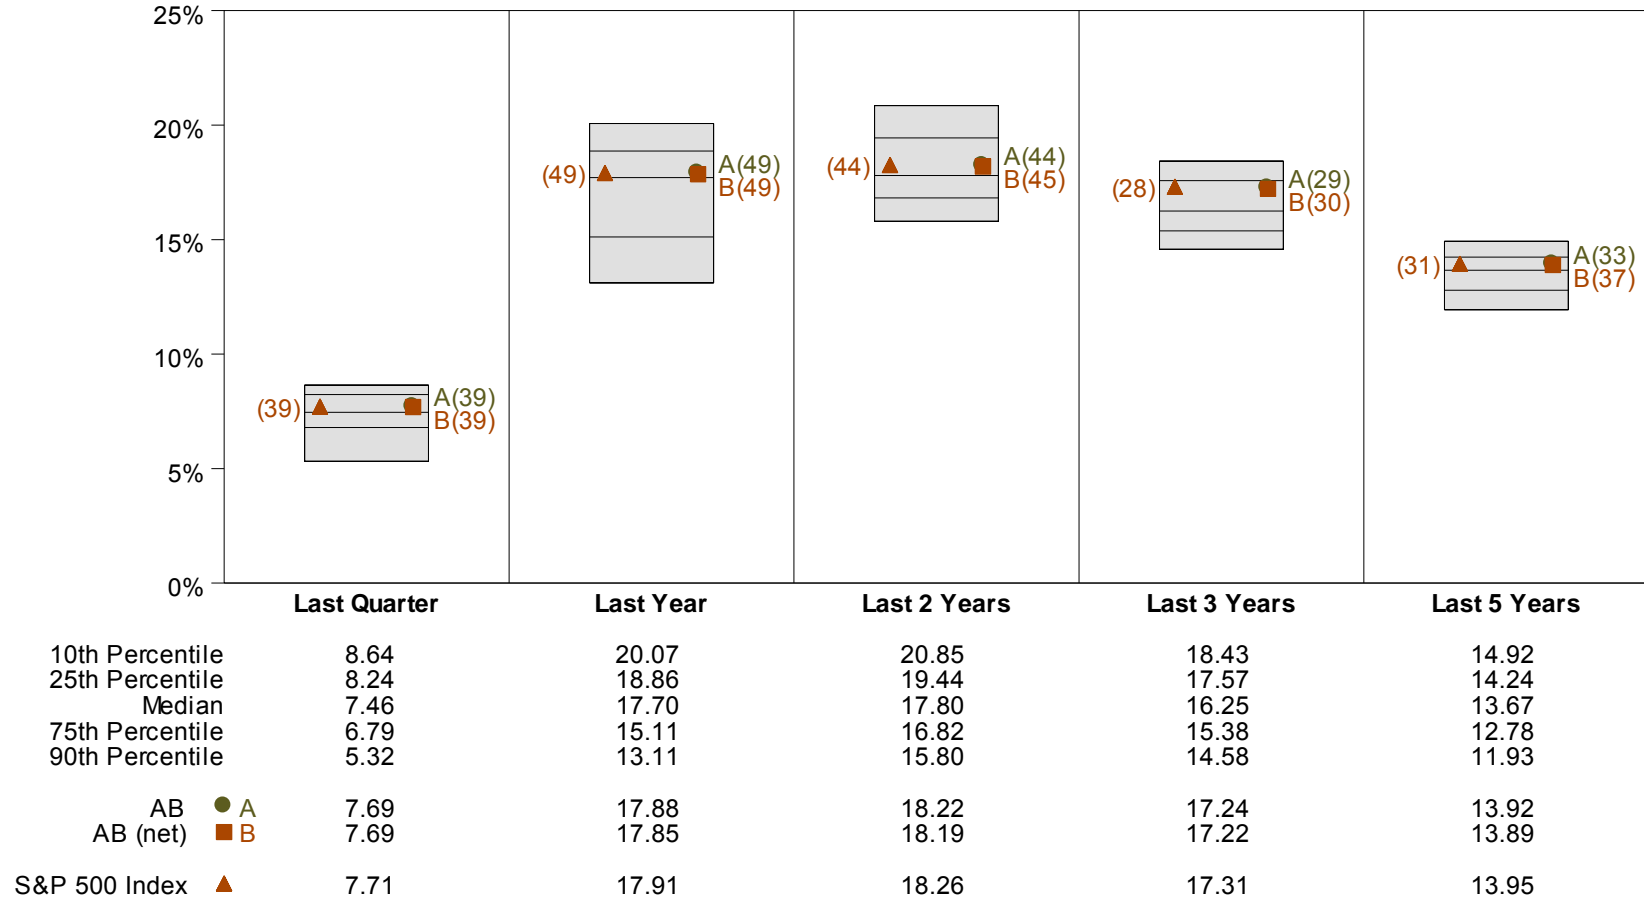 25%
20%
15%
10%
5%
0%
(39)
A(39)
B(39)
(49)
A(49)
B(49)
(44)
A(44)
B(45)
(28)
A(29)
B(30)
(31)
A(33)
B(37)
Last Quarter Last Year Last 2 Years Last 3 Years Last 5 Years
10th Percentile 8.64 20.07 20.85 18.43 14.92
25th Percentile 8.24 18.86 19.44 17.57 14.24
Median 7.46 17.70 17.80 16.25 13.67
75th Percentile 6.79 15.11 16.82 15.38 12.78
90th Percentile 5.32 13.11 15.80 14.58 11.93
AB A 7.69 17.88 18.22 17.24 13.92
AB (net) B 7.69 17.85 18.19 17.22 13.89
S&P 500 Index 7.71 17.91 18.26 17.31 13.95